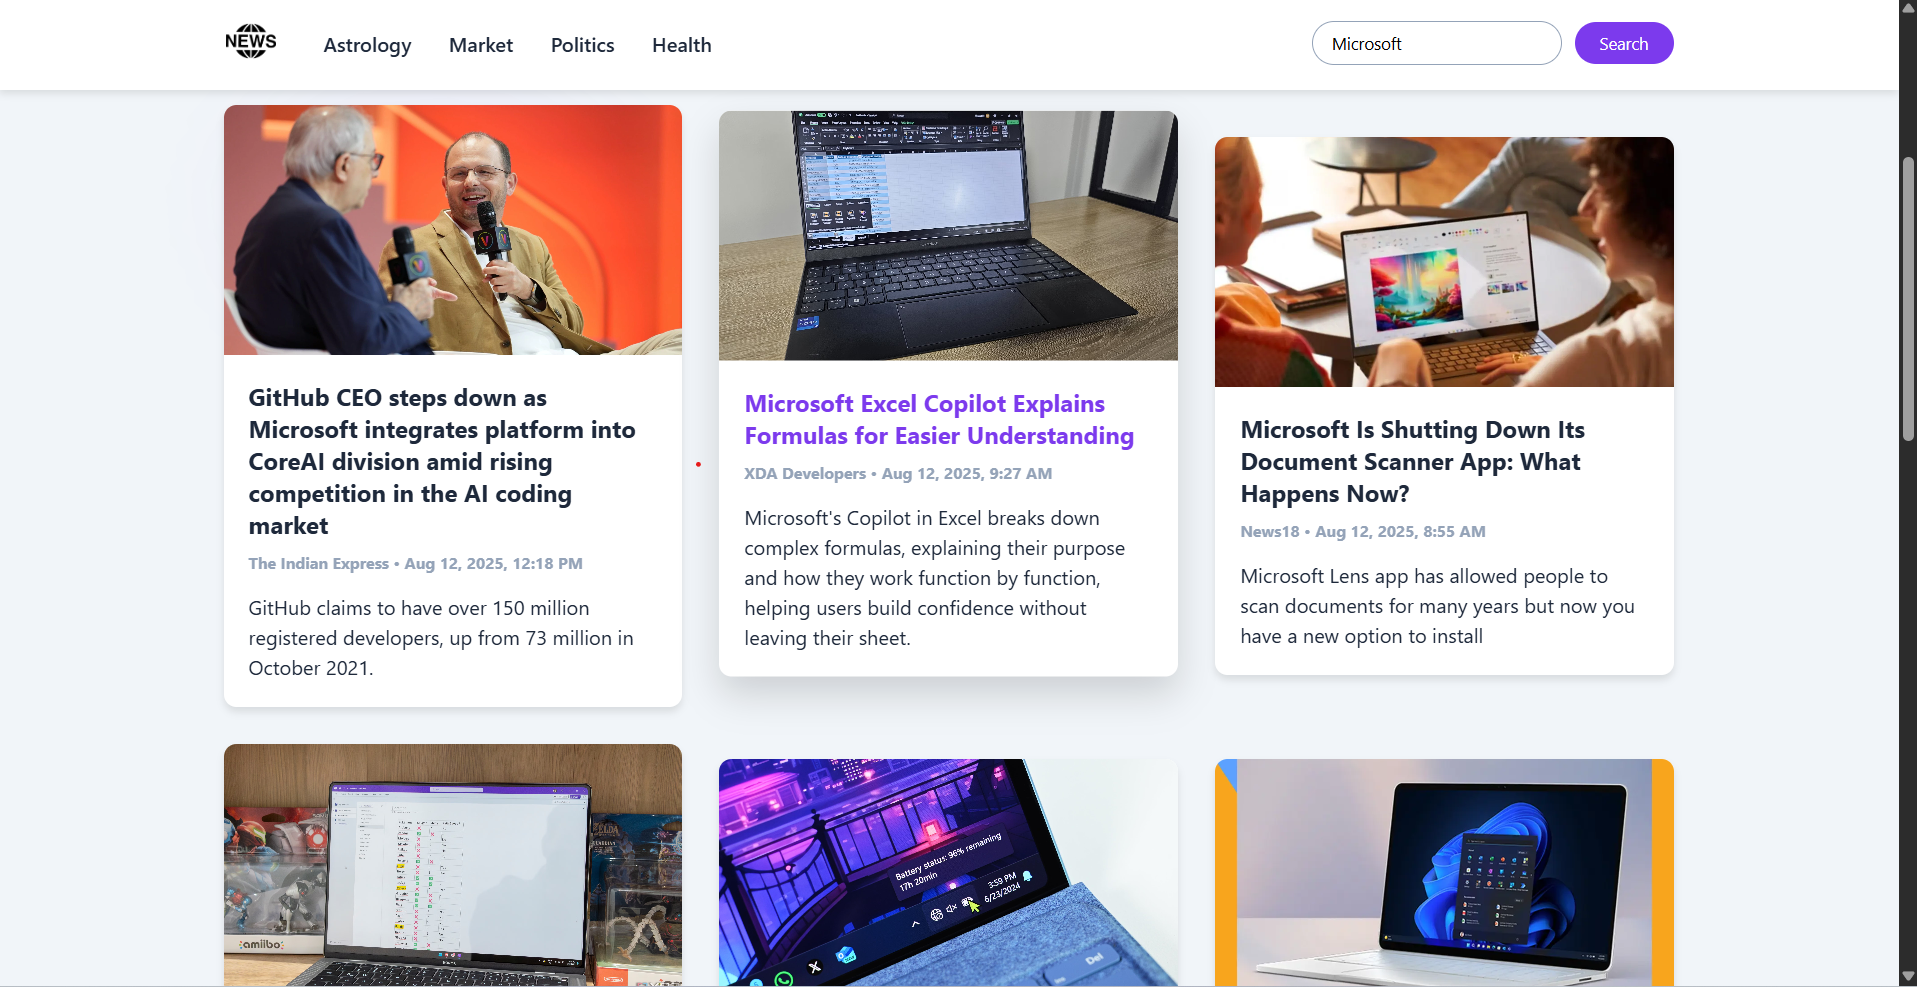 NEWS
Astrology
Market
Politics
Health
Microsoft
Search
GitHub CEO steps down as
Microsoft integrates platform into
CoreAI division amid rising
competition in the AI coding
market
The Indian Express • Aug 12, 2025, 12:18 PM
GitHub claims to have over 150 million
registered developers, up from 73 million in
October 2021.
Microsoft Excel Copilot Explains
Formulas for Easier Understanding
XDA Developers • Aug 12, 2025, 9:27 AM
Microsoft's Copilot in Excel breaks down
complex formulas, explaining their purpose
and how they work function by function,
helping users build confidence without
leaving their sheet.
Microsoft Is Shutting Down Its
Document Scanner App: What
Happens Now?
News18 • Aug 12, 2025, 8:55 AM
Microsoft Lens app has allowed people to
scan documents for many years but now you
have a new option to install
amiibo
Battery status: 96% remaining
17h 20min
3:59 PM
6/23/2024
Del